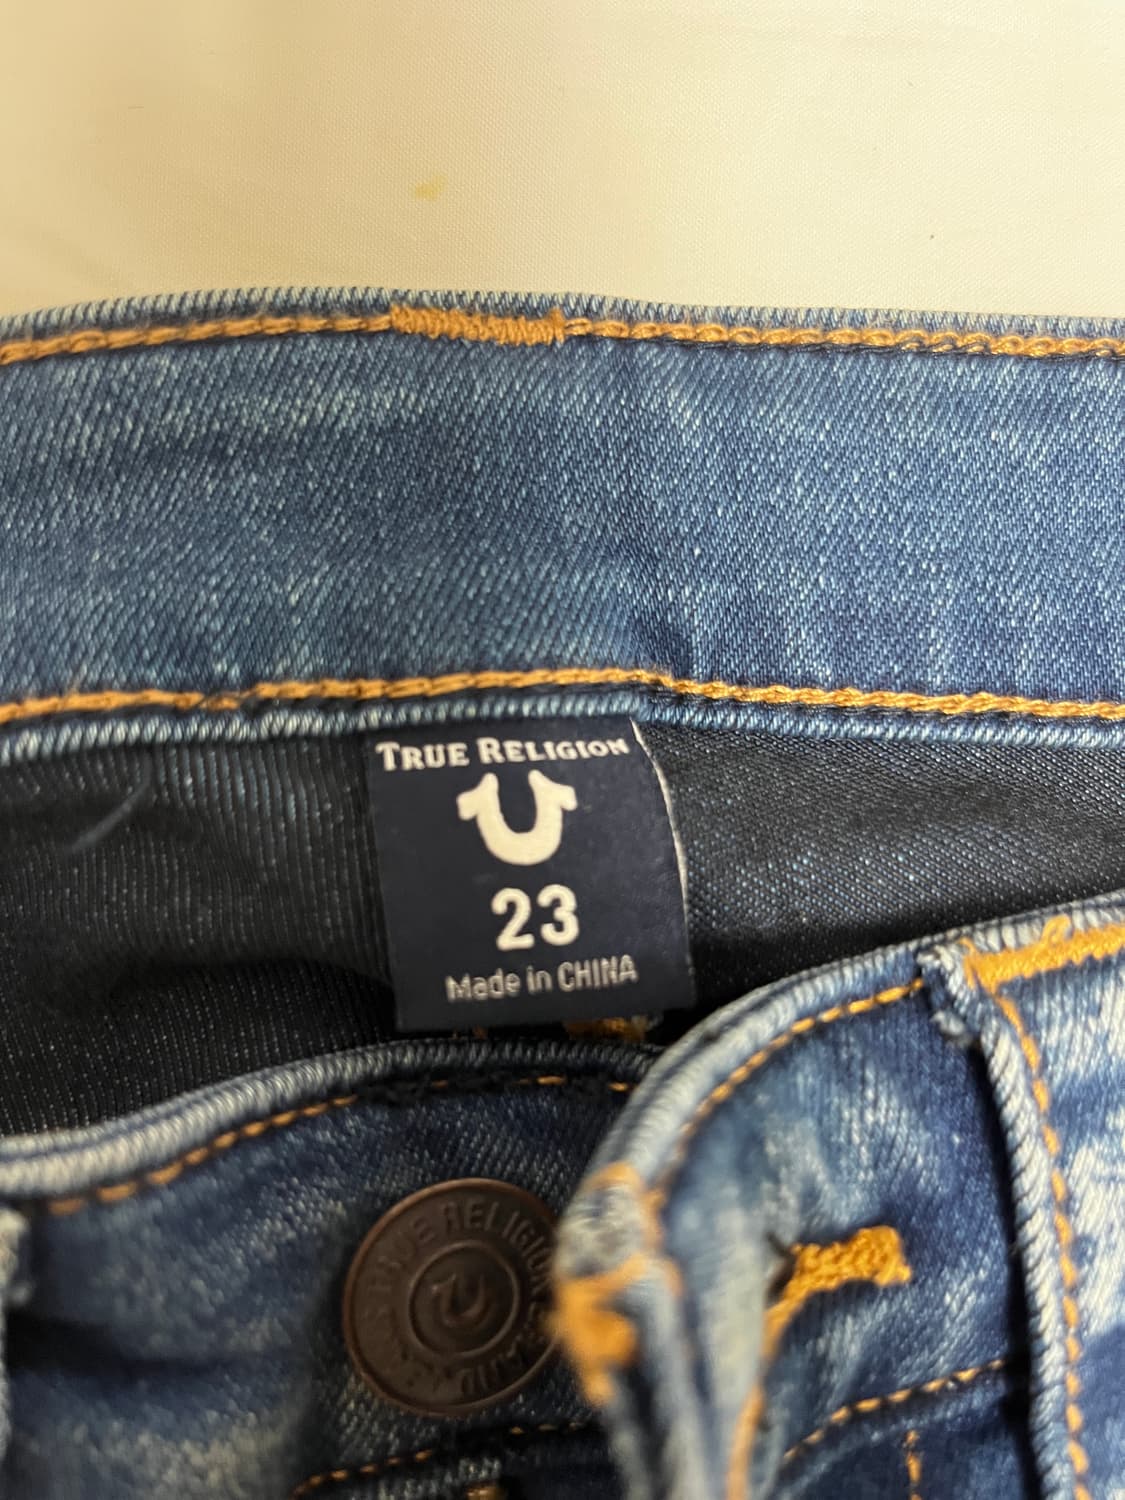 TRUE RELIGION
23
Made in CHINA
TRUE RELIGION